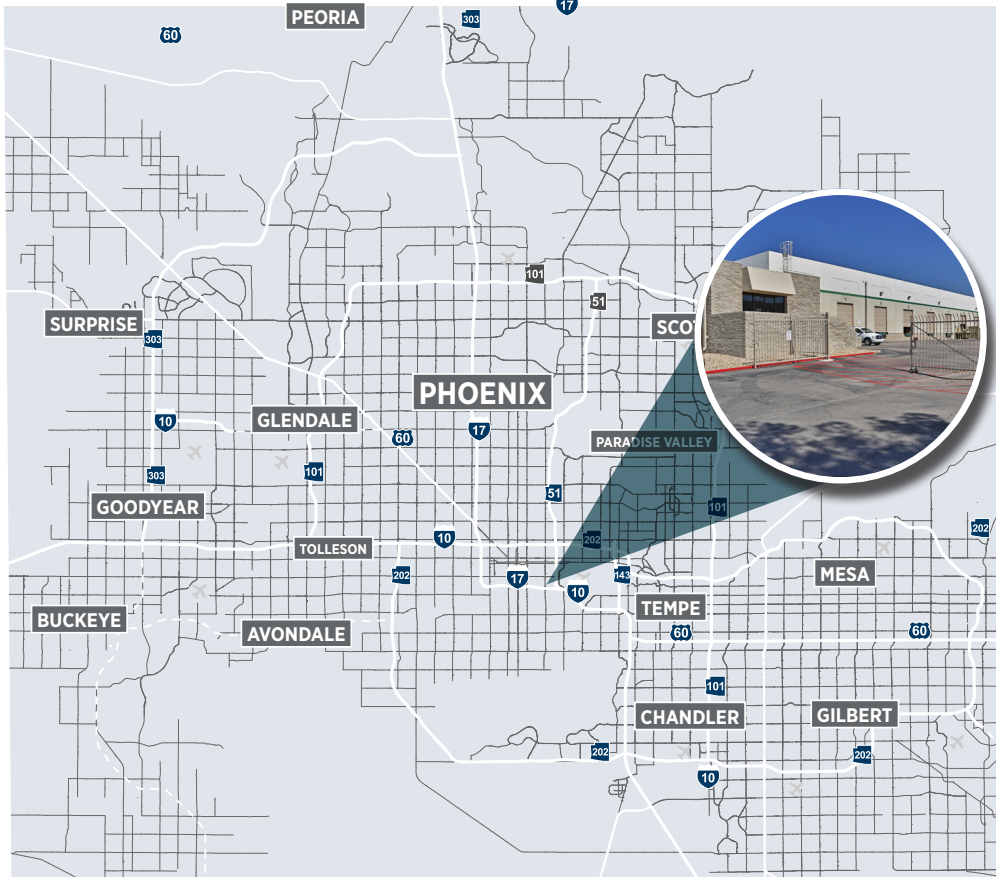 PEORIA
17
303
60
101
51
SURPRISE
SCO
303
PHOENIX
10
GLENDALE
17
60
PARADISE VALLEY
101
303
51
GOODYEAR
101
202
202
10
TOLLESON
202
17
143
10
MESA
BUCKEYE
TEMPE
AVONDALE
60
60
101
CHANDLER
GILBERT
202
202
10